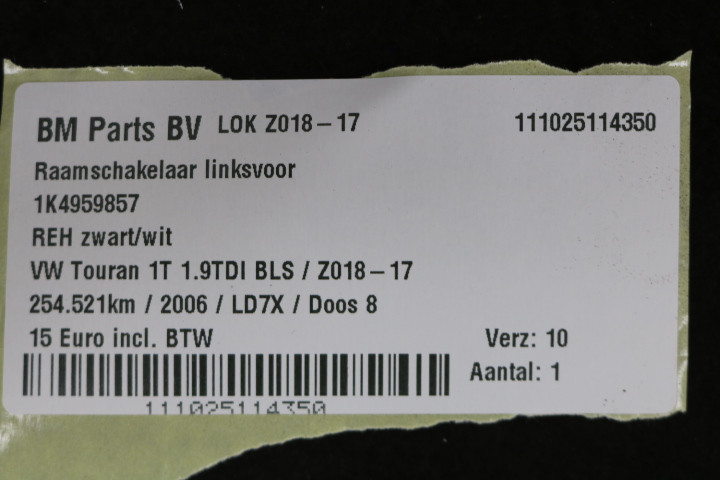 BM Parts BV LOK Z018-17 111025114350
Raamschakelaar linksvoor
1K4959857
REH zwart/wit
VW Touran 1T 1.9TDI BLS / Z018-17
254.521km / 2006 / LD7X / Doos 8
15 Euro incl. BTW Verz: 10
Aantal: 1
111025114350